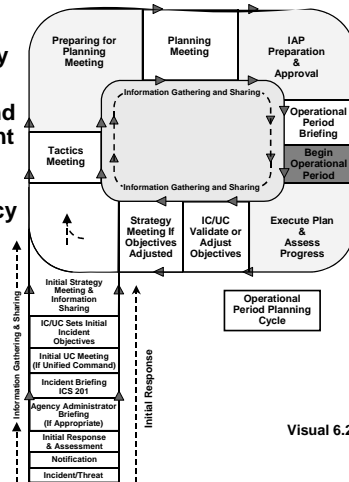 Preparing for
Planning
Meeting
Planning
Meeting
IAP
Preparation
&
Approval
Information Gathering and Sharing
Operational
Period
Briefing
Begin
Operational
Period
Tactics
Meeting
Information Gathering and Sharing
Strategy
Meeting If
Objectives
Adjusted
IC/UC
Validate or
Adjust
Objectives
Execute Plan
&
Assess
Progress
Initial Strategy
Meeting &
Information
Sharing
IC/UC Sets Initial
Incident
Objectives
Initial UC Meeting
(If Unified Command)
Incident Briefing
ICS 201
Agency Administrator
Briefing
(If Appropriate)
Initial Response
& Assessment
Notification
Incident/Threat
Information Gathering & Sharing
Initial Response
Operational
Period Planning
Cycle
Visual 6.2